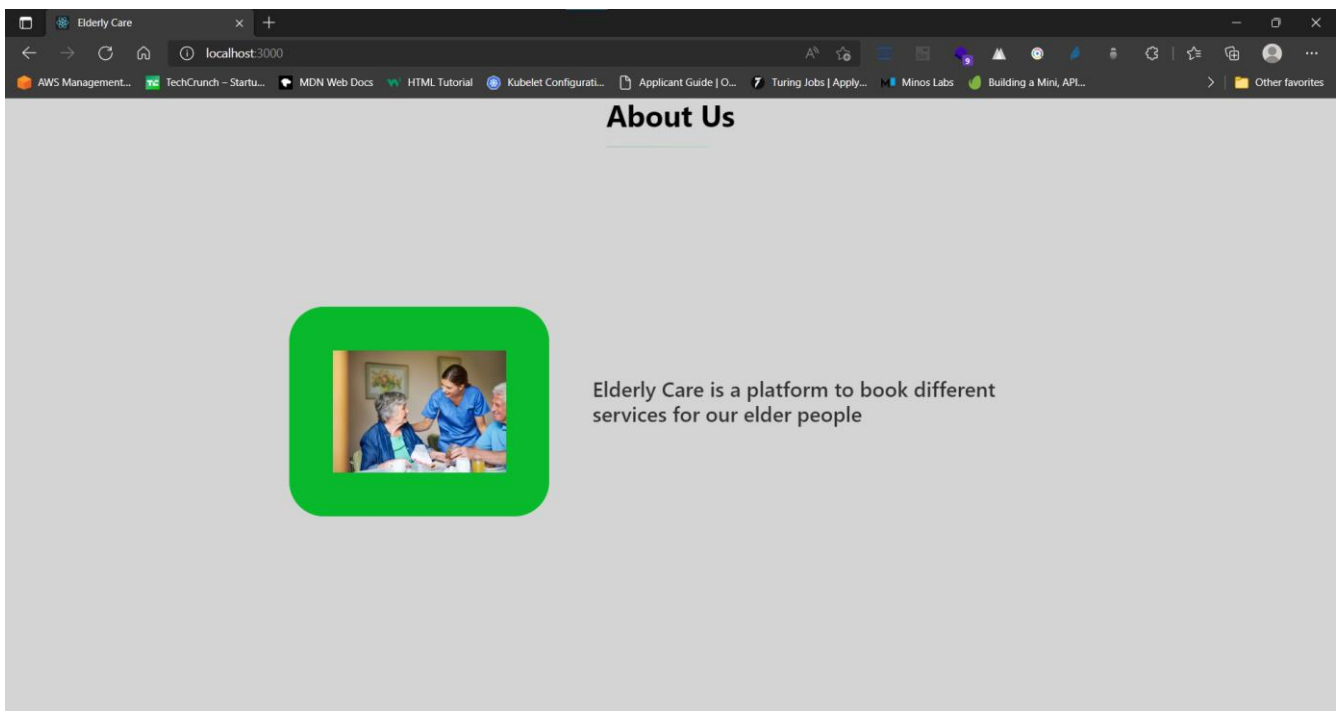 Elderly Care
localhost:3000
AWS Management... TechCrunch – Startu... MDN Web Docs HTML Tutorial Kubelet Configurati... Applicant Guide | O... Turing Jobs | Apply... Minos Labs Building a Mini, API... Other favorites
About Us
Elderly Care is a platform to book different
services for our elder people